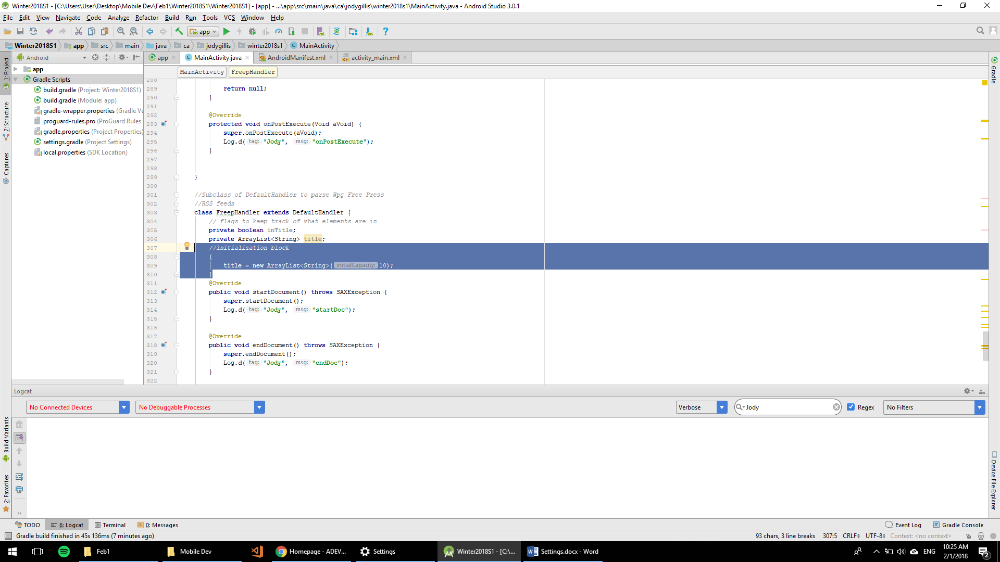 Winter2018S1 - [C:\Users\User\Desktop\Mobile Dev\Feb1\Winter2018S1\Winter2018S1] - [app] - ...\app\src\main\java\ca\jodygillis\winter2018s1\MainActivity.java - Android Studio 3.0.1
File Edit View Navigate Code Analyze Refactor Build Run Tools VCS Window Help
app
Winter2018S1 app src main java ca jodygillis winter2018s1 MainActivity
Android
app MainActivity.java AndroidManifest.xml activity_main.xml
MainActivity FreepHandler
1: Project
7: Structure
Captures
Build Variants
2: Favorites
app
Gradle Scripts
build.gradle (Project: Winter2018S1)
build.gradle (Module: app)
gradle-wrapper.properties (Gradle Ve
proguard-rules.pro (ProGuard Rules
gradle.properties (Project Properties)
settings.gradle (Project Settings)
local.properties (SDK Location)
288
289 return null;
290 }
291
292 @Override
293 protected void onPostExecute(Void aVoid) {
294 super.onPostExecute(aVoid);
295 Log.d( tag: "Jody", msg: "onPostExecute");
296 }
297
298
299 }
300
301 //Subclass of DefaultHandler to parse Wpg Free Press
302 //RSS feeds
303 class FreepHandler extends DefaultHandler {
304 // flags to keep track of what elements are in
305 private boolean inTitle;
306 private ArrayList<String> title;
307 //initialization block
308 {
309 title = new ArrayList<String>( initialCapacity: 10);
310 }
311 @Override
312 public void startDocument() throws SAXException {
313 super.startDocument();
314 Log.d( tag: "Jody", msg: "startDoc");
315 }
316
317 @Override
318 public void endDocument() throws SAXException {
319 super.endDocument();
320 Log.d( tag: "Jody", msg: "endDoc");
321 }
322
Gradle
Device File Explorer
Logcat
No Connected Devices No Debuggable Processes Verbose Jody Regex No Filters
TODO 6: Logcat Terminal 0: Messages Event Log Gradle Console
Gradle build finished in 45s 136ms (7 minutes ago) 93 chars, 3 line breaks 307:5 CRLF UTF-8 Context: <no context>
Feb1 Mobile Dev Homepage - ADEV... Settings Winter2018S1 - [C:\... Settings.docx - Word ENG
10:25 AM
2/1/2018
2